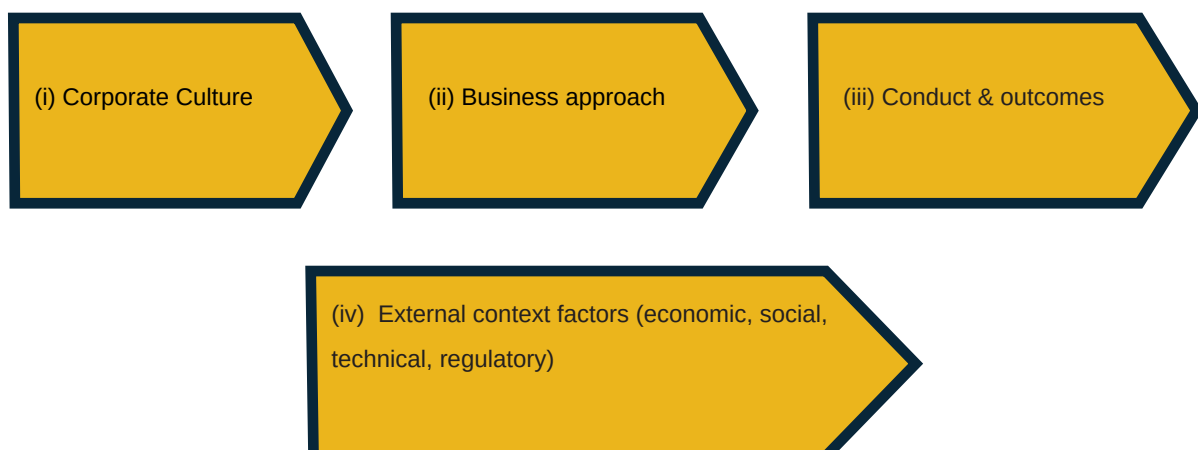 (i) Corporate Culture
(ii) Business approach
(iii) Conduct & outcomes
(iv)  External context factors (economic, social,
technical, regulatory)